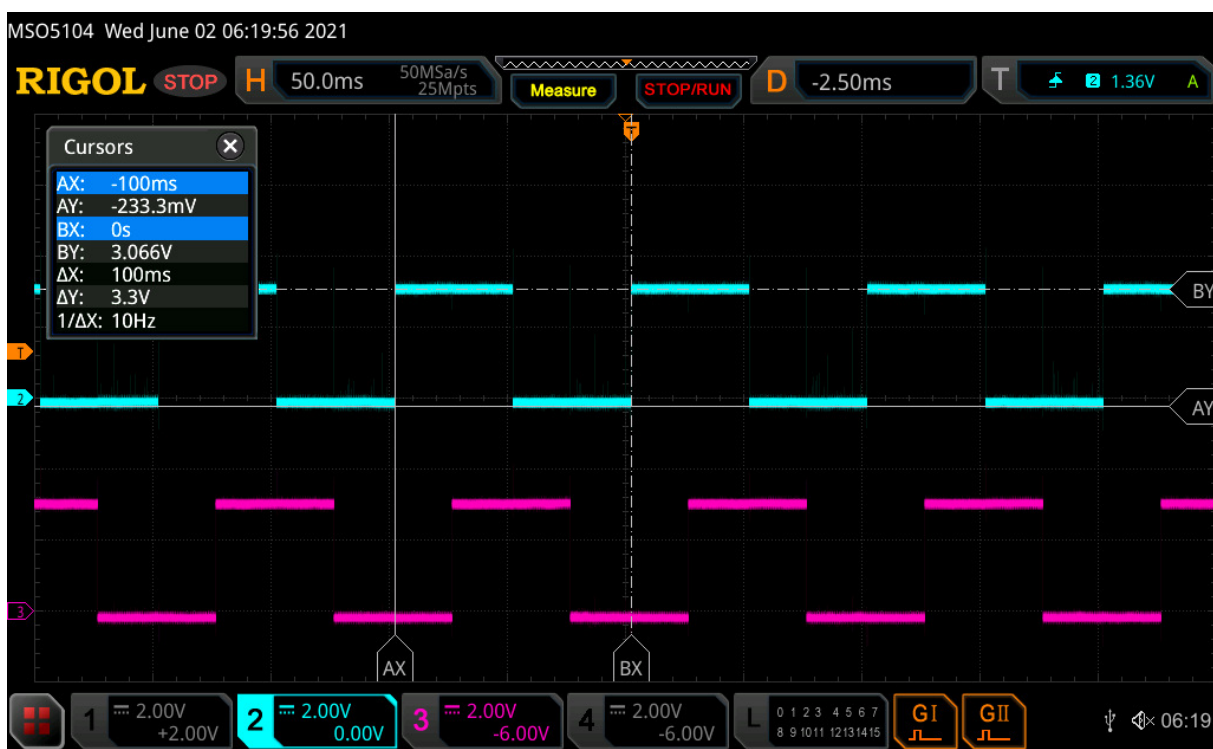 MSO5104 Wed June 02 06:19:56 2021
RIGOL STOP H 50.0ms 50MSa/s 25Mpts Measure STOP/RUN D -2.50ms T 2 1.36V A
T
Cursors
AX: -100ms
AY: -233.3mV
BX: 0s
BY: 3.066V
ΔX: 100ms
ΔY: 3.3V
1/ΔX: 10Hz
BY
T
2
AY
3
AX BX
1 2.00V +2.00V 2 2.00V 0.00V 3 2.00V -6.00V 4 2.00V -6.00V L 0 1 2 3 4 5 6 7 8 9 10 11 12 13 14 15 GI GII 06:19